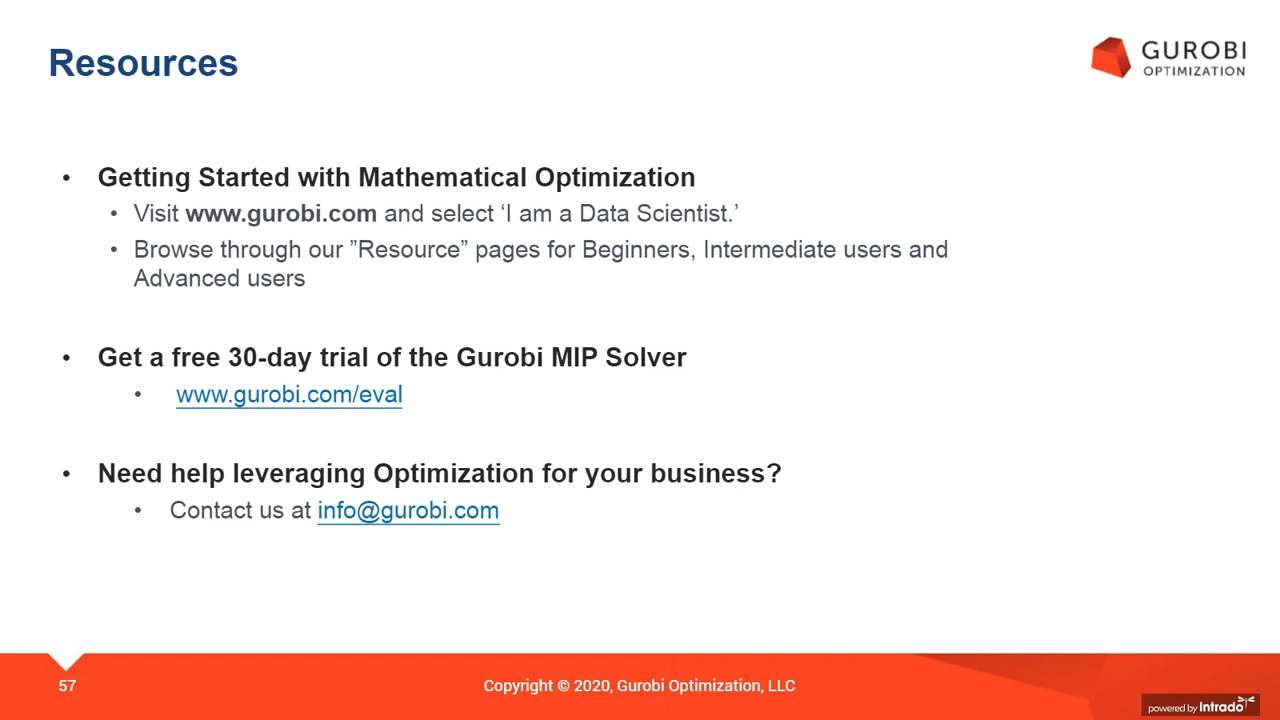 Resources
GUROBI
OPTIMIZATION
• Getting Started with Mathematical Optimization
• Visit www.gurobi.com and select ‘I am a Data Scientist.’
• Browse through our ”Resource” pages for Beginners, Intermediate users and
Advanced users
• Get a free 30-day trial of the Gurobi MIP Solver
• www.gurobi.com/eval
• Need help leveraging Optimization for your business?
• Contact us at info@gurobi.com
57
Copyright © 2020, Gurobi Optimization, LLC
powered by Intrado